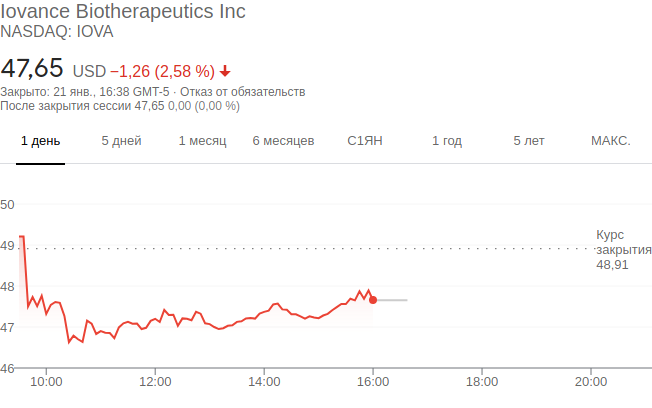 Iovance Biotherapeutics Inc
NASDAQ: IOVA
47,65 USD −1,26 (2,58 %)
Закрыто: 21 янв., 16:38 GMT-5 · Отказ от обязательств
После закрытия сессии 47,65 0,00 (0,00 %)
1 день 5 дней 1 месяц 6 месяцев С1ЯН 1 год 5 лет МАКС.
50
49
48
47
46
Курс
закрытия
48,91
10:00 12:00 14:00 16:00 18:00 20:00